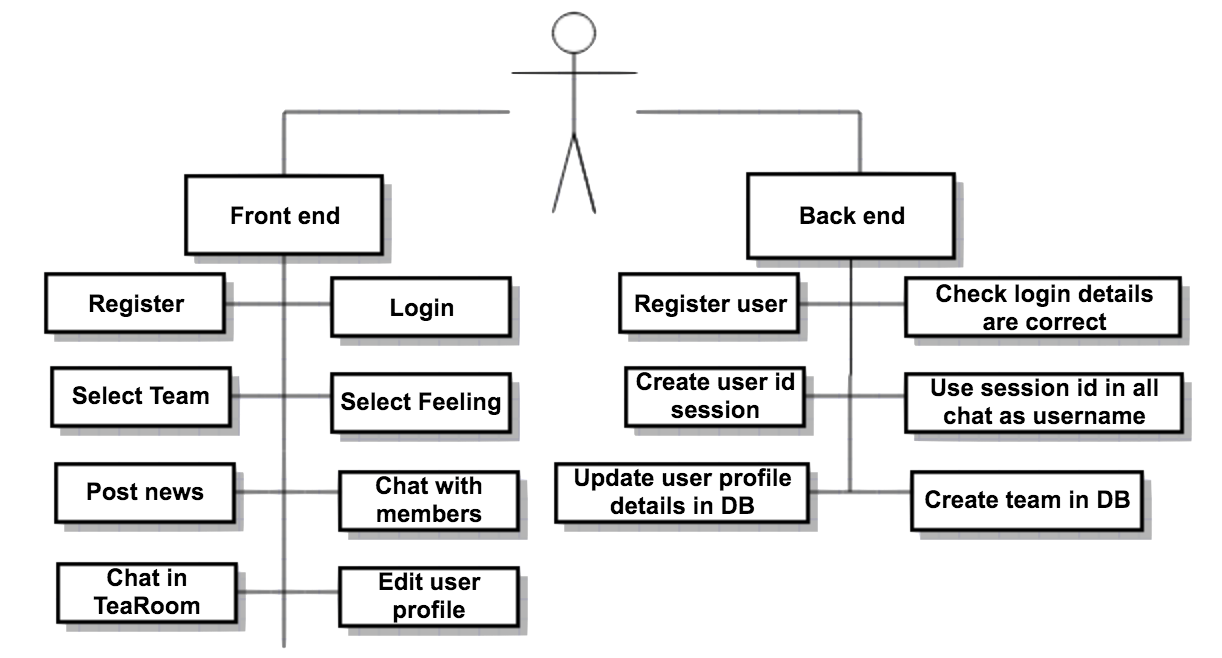 Front end
Back end
Register
Login
Select Team
Select Feeling
Post news
Chat with
members
Chat in
TeaRoom
Edit user
profile
Register user
Check login details
are correct
Create user id
session
Use session id in all
chat as username
Update user profile
details in DB
Create team in DB